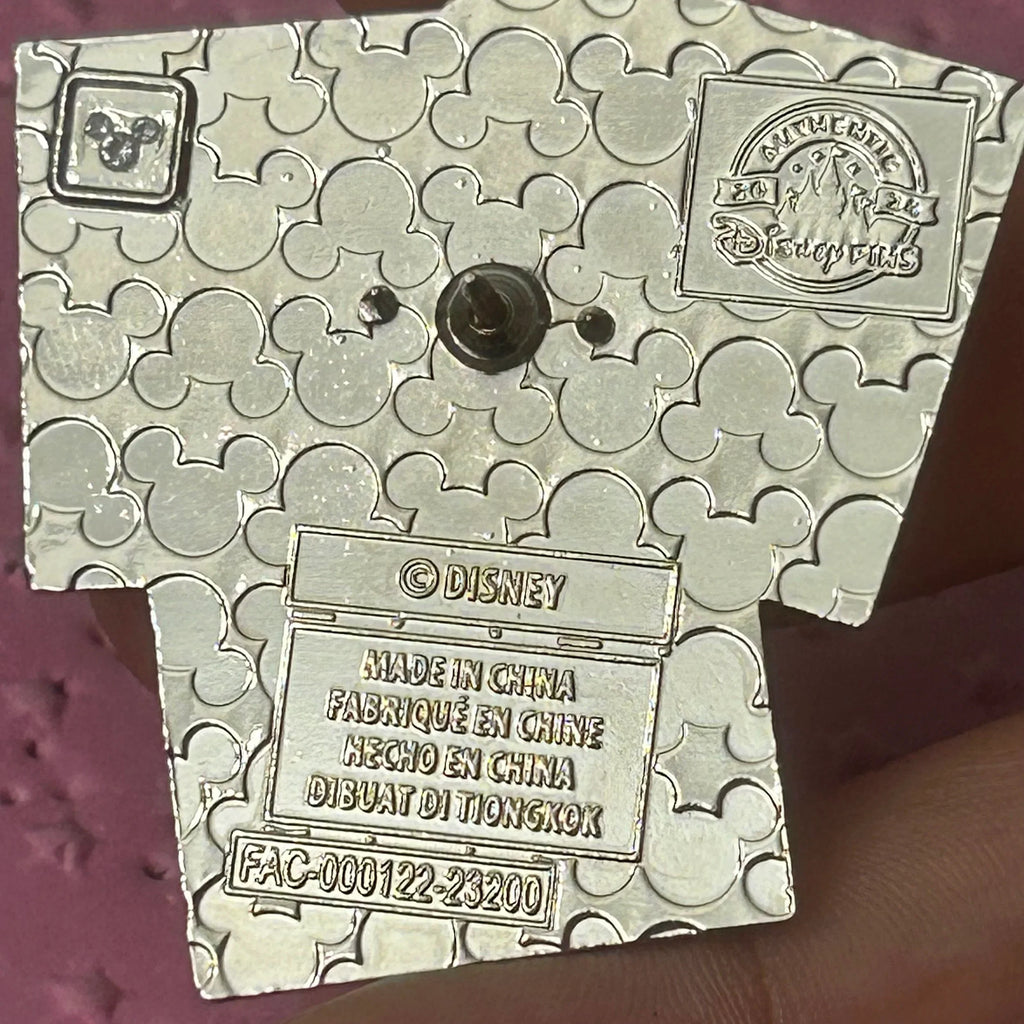 AUTHENTIC
20 24
Disney PINS
© DISNEY
MADE IN CHINA
FABRIQUÉ EN CHINE
HECHO EN CHINA
DIBUAT DI TIONGKOK
FAC-000122-23200